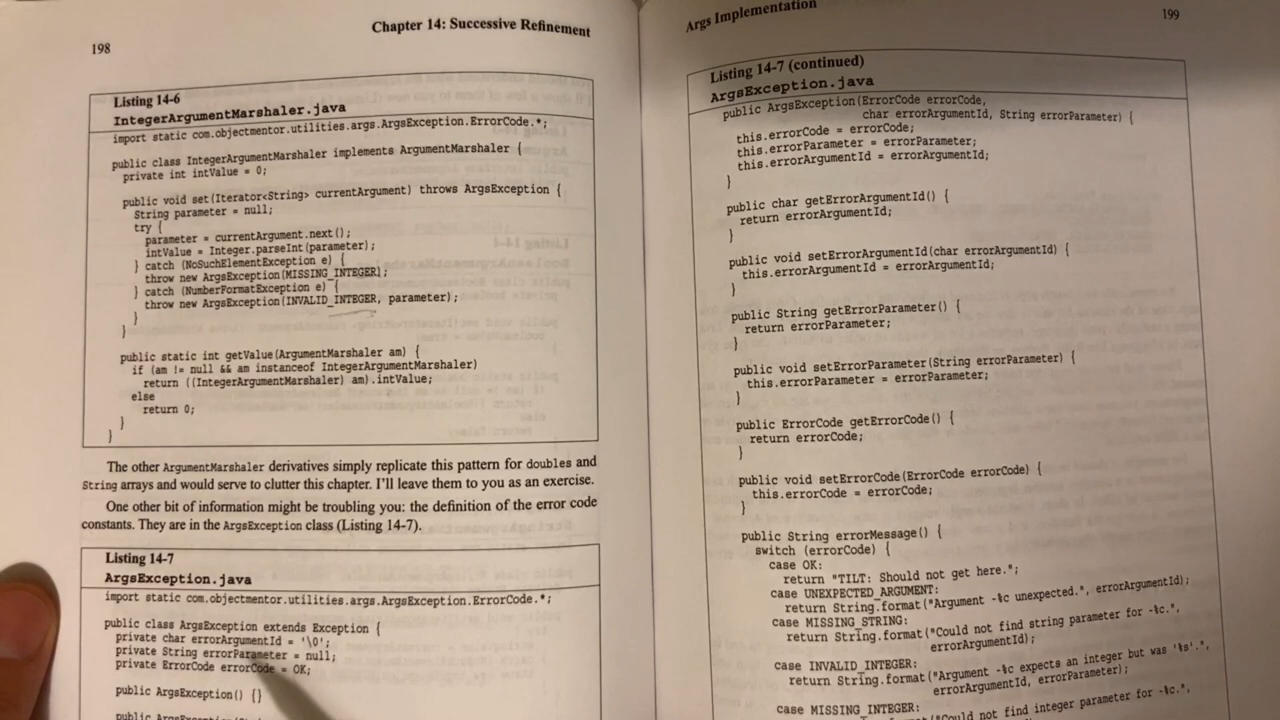 198
Chapter 14: Successive Refinement
Listing 14-6
IntegerArgumentMarshaler.java
import static com.objectmentor.utilities.args.ArgsException.ErrorCode.*;
public class IntegerArgumentMarshaler implements ArgumentMarshaler {
private int intValue = 0;
public void set(Iterator<String> currentArgument) throws ArgsException {
String parameter = null;
try {
parameter = currentArgument.next();
intValue = Integer.parseInt(parameter);
} catch (NoSuchElementException e) {
throw new ArgsException(MISSING_INTEGER);
} catch (NumberFormatException e) {
throw new ArgsException(INVALID_INTEGER, parameter);
}
}
public static int getValue(ArgumentMarshaler am) {
if (am != null && am instanceof IntegerArgumentMarshaler)
return ((IntegerArgumentMarshaler) am).intValue;
else
return 0;
}
}
The other ArgumentMarshaler derivatives simply replicate this pattern for doubles and
String arrays and would serve to clutter this chapter. I'll leave them to you as an exercise.
One other bit of information might be troubling you: the definition of the error code
constants. They are in the ArgsException class (Listing 14-7).
Listing 14-7
ArgsException.java
import static com.objectmentor.utilities.args.ArgsException.ErrorCode.*;
public class ArgsException extends Exception {
private char errorArgumentId = '\0';
private String errorParameter = null;
private ErrorCode errorCode = OK;
public ArgsException() {}
public
Args Implementation
199
Listing 14-7 (continued)
ArgsException.java
public ArgsException(ErrorCode errorCode,
char errorArgumentId, String errorParameter) {
this.errorCode = errorCode;
this.errorParameter = errorParameter;
this.errorArgumentId = errorArgumentId;
}
public char getErrorArgumentId() {
return errorArgumentId;
}
public void setErrorArgumentId(char errorArgumentId) {
this.errorArgumentId = errorArgumentId;
}
public String getErrorParameter() {
return errorParameter;
}
public void setErrorParameter(String errorParameter) {
this.errorParameter = errorParameter;
}
public ErrorCode getErrorCode() {
return errorCode;
}
public void setErrorCode(ErrorCode errorCode) {
this.errorCode = errorCode;
}
public String errorMessage() {
switch (errorCode) {
case OK:
return "TILT: Should not get here.";
case UNEXPECTED_ARGUMENT:
return String.format("Argument -%c unexpected.", errorArgumentId);
case MISSING_STRING:
return String.format("Could not find string parameter for -%c.",
errorArgumentId);
case INVALID_INTEGER:
return String.format("Argument -%c expects an integer but was '%s'.",
errorArgumentId, errorParameter);
case MISSING_INTEGER:
find integer parameter for -%c.",